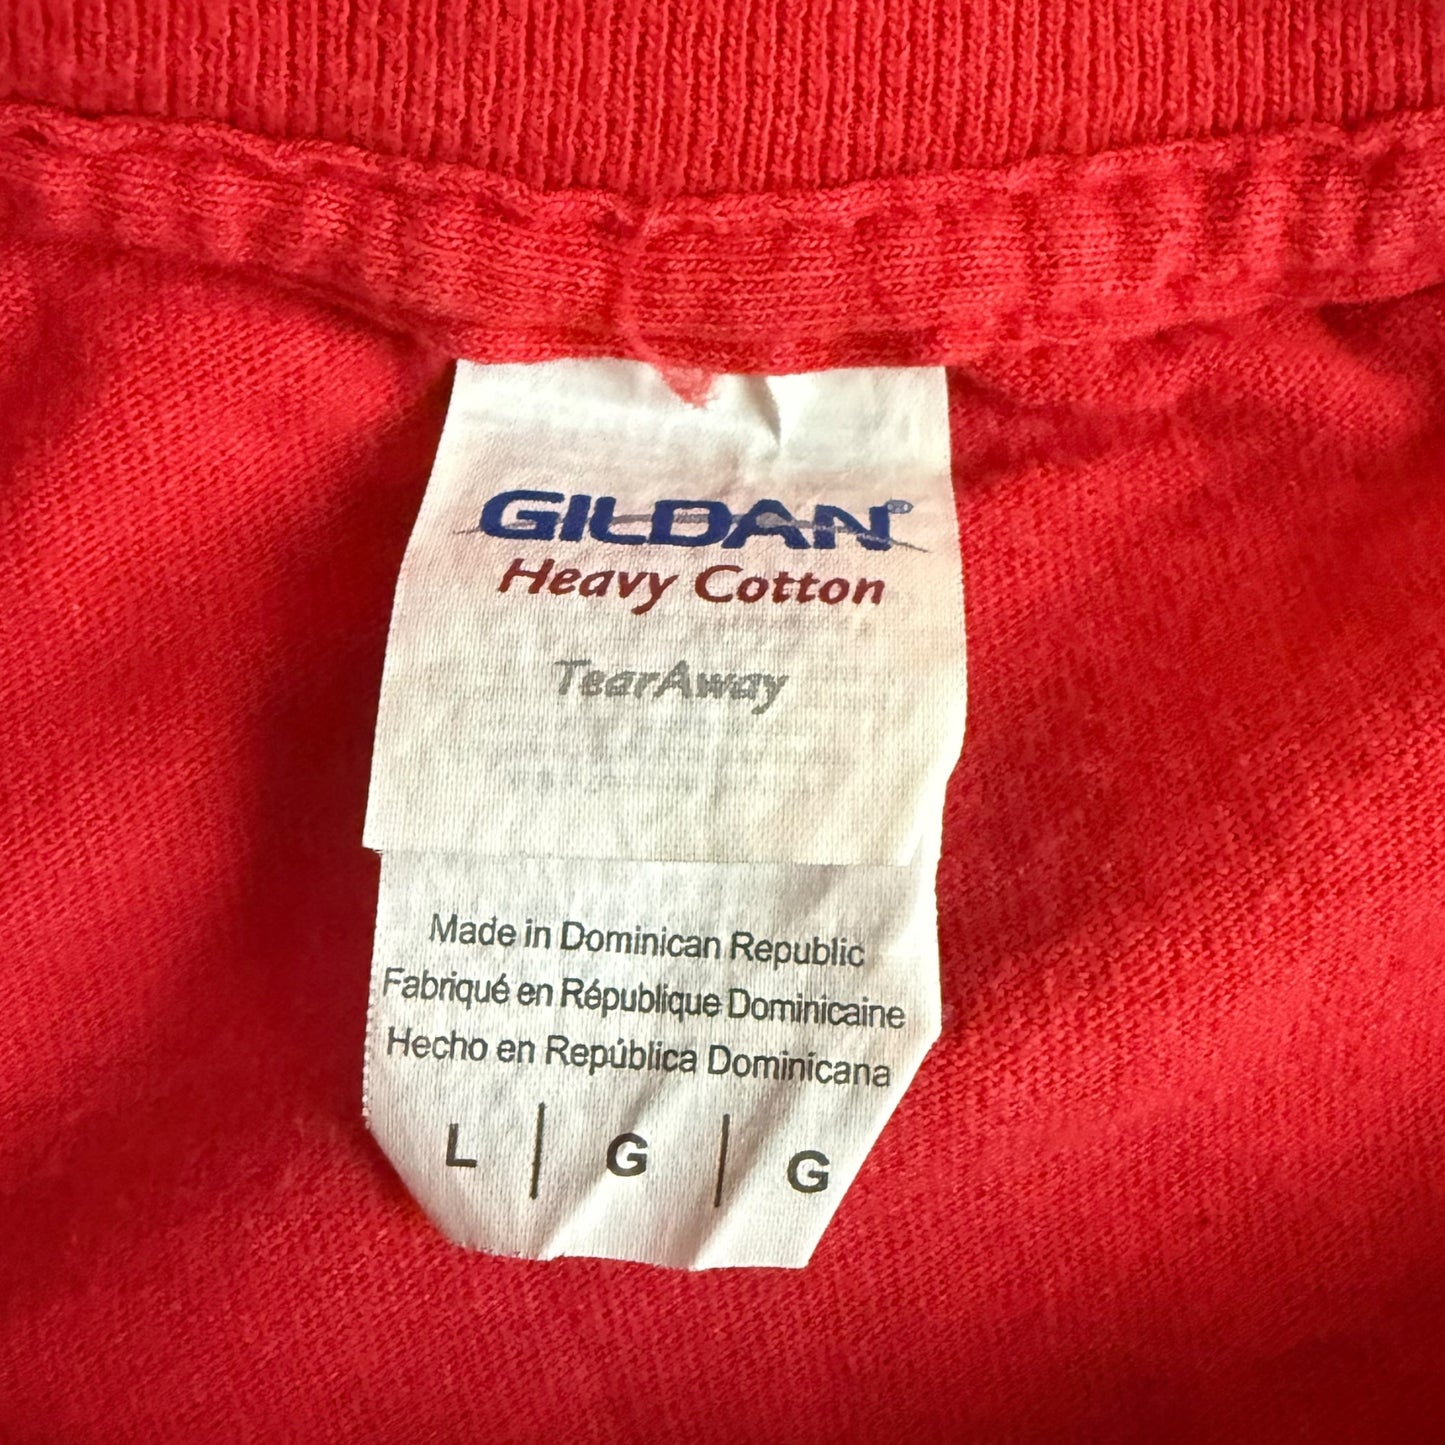 GILDAN®
Heavy Cotton
TearAway
Made in Dominican Republic
Fabriqué en République Dominicaine
Hecho en República Dominicana
L | G | G